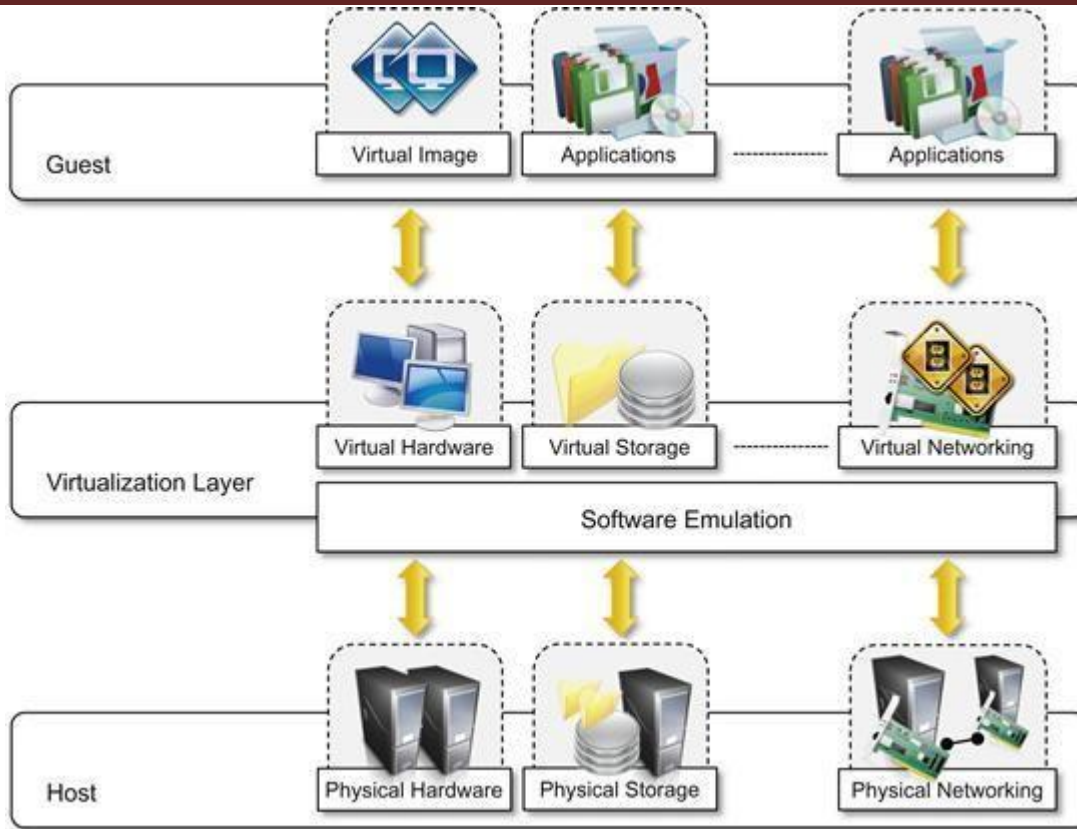 Virtual Image
Applications
Applications
Guest
Virtual Hardware
Virtual Storage
Virtual Networking
Virtualization Layer
Software Emulation
Physical Hardware
Physical Storage
Physical Networking
Host